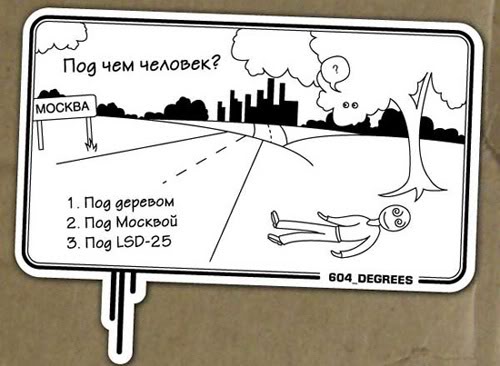 Под чем человек?
?
МОСКВА
1. Под деревом
2. Под Москвой
3. Под LSD-25
604_DEGREES